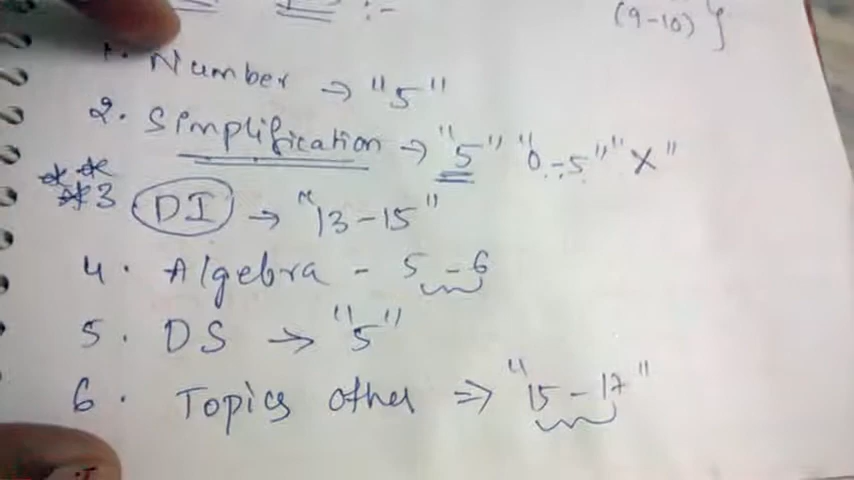 (9-10) }
1. Number → "5"
2. Simplification → "5" "0-5" "X"
*** 3 DI → "13-15"
4. Algebra - 5-6
5. DS → "5"
6. Topics other ⇒ "15-17"